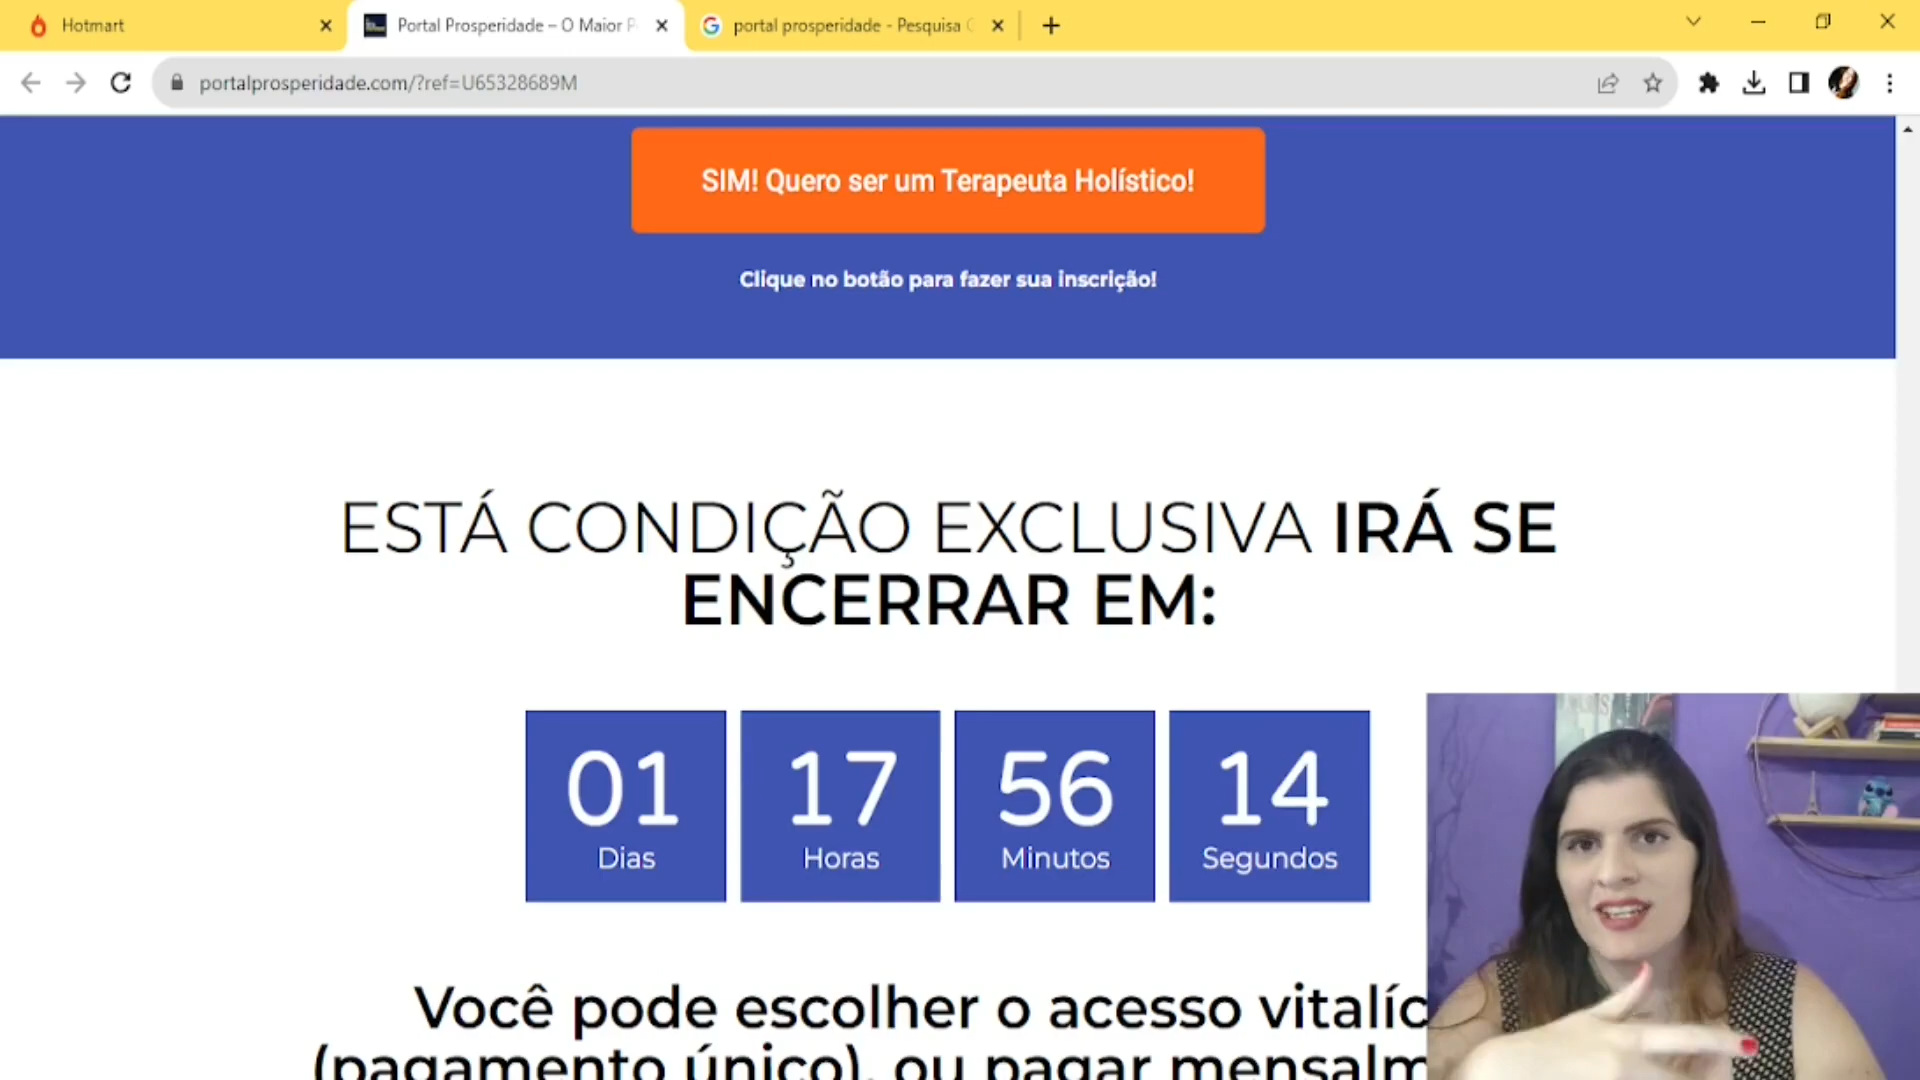 Hotmart
Portal Prosperidade – O Maior P
portal prosperidade - Pesquisa
portalprosperidade.com/?ref=U65328689M
SIM! Quero ser um Terapeuta Holístico!
Clique no botão para fazer sua inscrição!
ESTÁ CONDIÇÃO EXCLUSIVA IRÁ SE
ENCERRAR EM:
01 17 56 14
Dias Horas Minutos Segundos
Você pode escolher o acesso vitalíc
(pagamento único), ou pagar mensalm